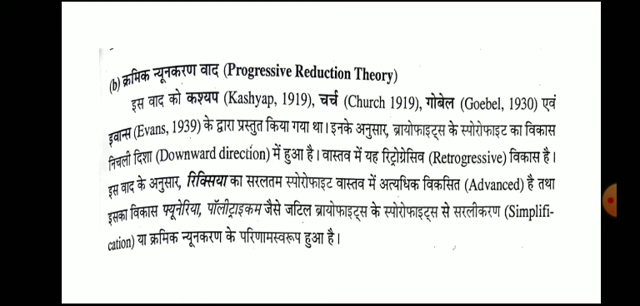 (b) क्रमिक न्यूनकरण वाद (Progressive Reduction Theory)
इस वाद को कश्यप (Kashyap, 1919), चर्च (Church 1919), गोबेल (Goebel, 1930) एवं
इवान्स (Evans, 1939) के द्वारा प्रस्तुत किया गया था। इनके अनुसार, ब्रायोफाइट्स के स्पोरोफाइट का विकास
निचली दिशा (Downward direction) में हुआ है। वास्तव में यह रिट्रोग्रेसिव (Retrogressive) विकास है।
इस वाद के अनुसार, रिक्सिया का सरलतम स्पोरोफाइट वास्तव में अत्यधिक विकसित (Advanced) है तथा
इसका विकास फ्यूनेरिया, पॉलीट्राइकम जैसे जटिल ब्रायोफाइट्स के स्पोरोफाइट्स से सरलीकरण (Simplifi-
cation) या क्रमिक न्यूनकरण के परिणामस्वरूप हुआ है।